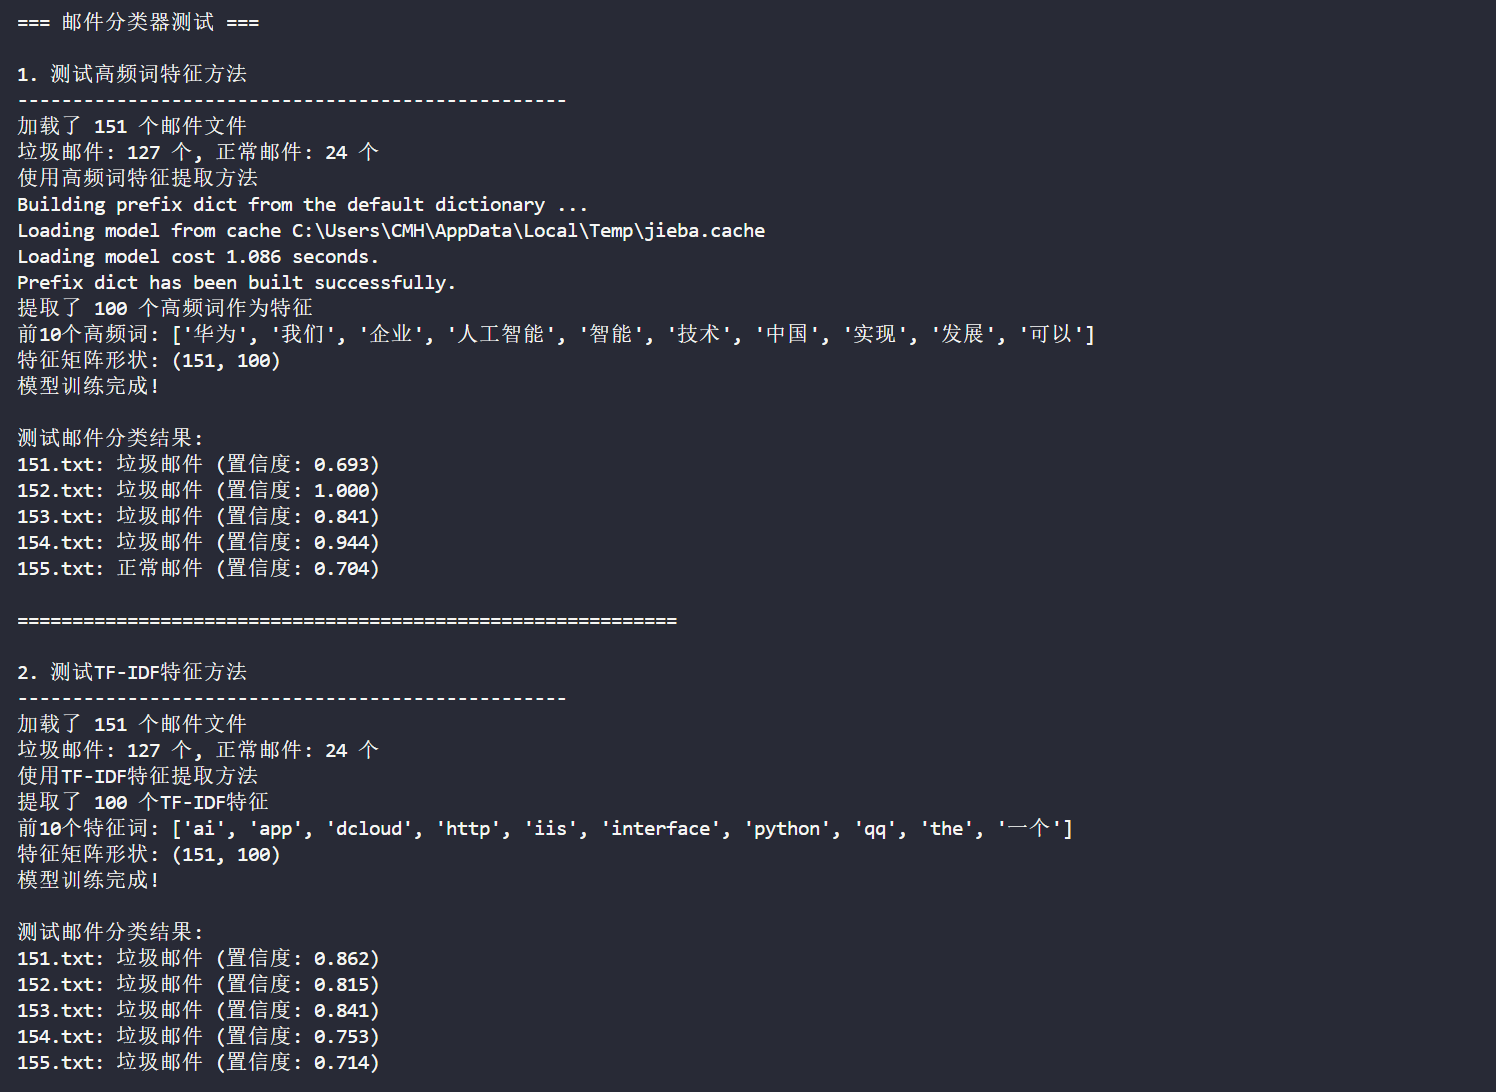 === 邮件分类器测试 ===
1. 测试高频词特征方法
--------------------------------------------------
加载了 151 个邮件文件
垃圾邮件: 127 个, 正常邮件: 24 个
使用高频词特征提取方法
Building prefix dict from the default dictionary ...
Loading model from cache C:\Users\CMH\AppData\Local\Temp\jieba.cache
Loading model cost 1.086 seconds.
Prefix dict has been built successfully.
提取了 100 个高频词作为特征
前10个高频词: ['华为', '我们', '企业', '人工智能', '智能', '技术', '中国', '实现', '发展', '可以']
特征矩阵形状: (151, 100)
模型训练完成!
测试邮件分类结果:
151.txt: 垃圾邮件 (置信度: 0.693)
152.txt: 垃圾邮件 (置信度: 1.000)
153.txt: 垃圾邮件 (置信度: 0.841)
154.txt: 垃圾邮件 (置信度: 0.944)
155.txt: 正常邮件 (置信度: 0.704)
============================================================
2. 测试TF-IDF特征方法
--------------------------------------------------
加载了 151 个邮件文件
垃圾邮件: 127 个, 正常邮件: 24 个
使用TF-IDF特征提取方法
提取了 100 个TF-IDF特征
前10个特征词: ['ai', 'app', 'dcloud', 'http', 'iis', 'interface', 'python', 'qq', 'the', '一个']
特征矩阵形状: (151, 100)
模型训练完成!
测试邮件分类结果:
151.txt: 垃圾邮件 (置信度: 0.862)
152.txt: 垃圾邮件 (置信度: 0.815)
153.txt: 垃圾邮件 (置信度: 0.841)
154.txt: 垃圾邮件 (置信度: 0.753)
155.txt: 垃圾邮件 (置信度: 0.714)